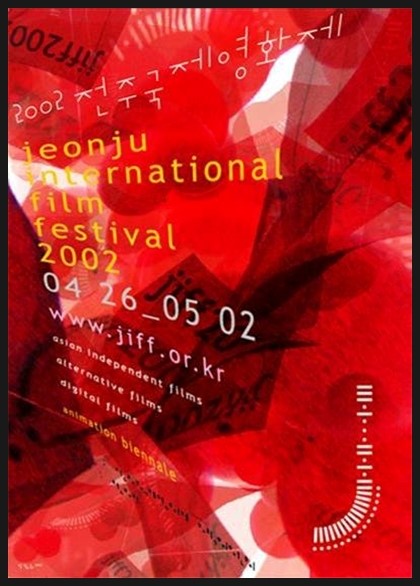 jiff2002
2002 전주국제영화제
jeonju
international
film
festival
2002
04 26_05 02
www.jiff.or.kr
asian independent films
alternative films
digital films
animation biennale